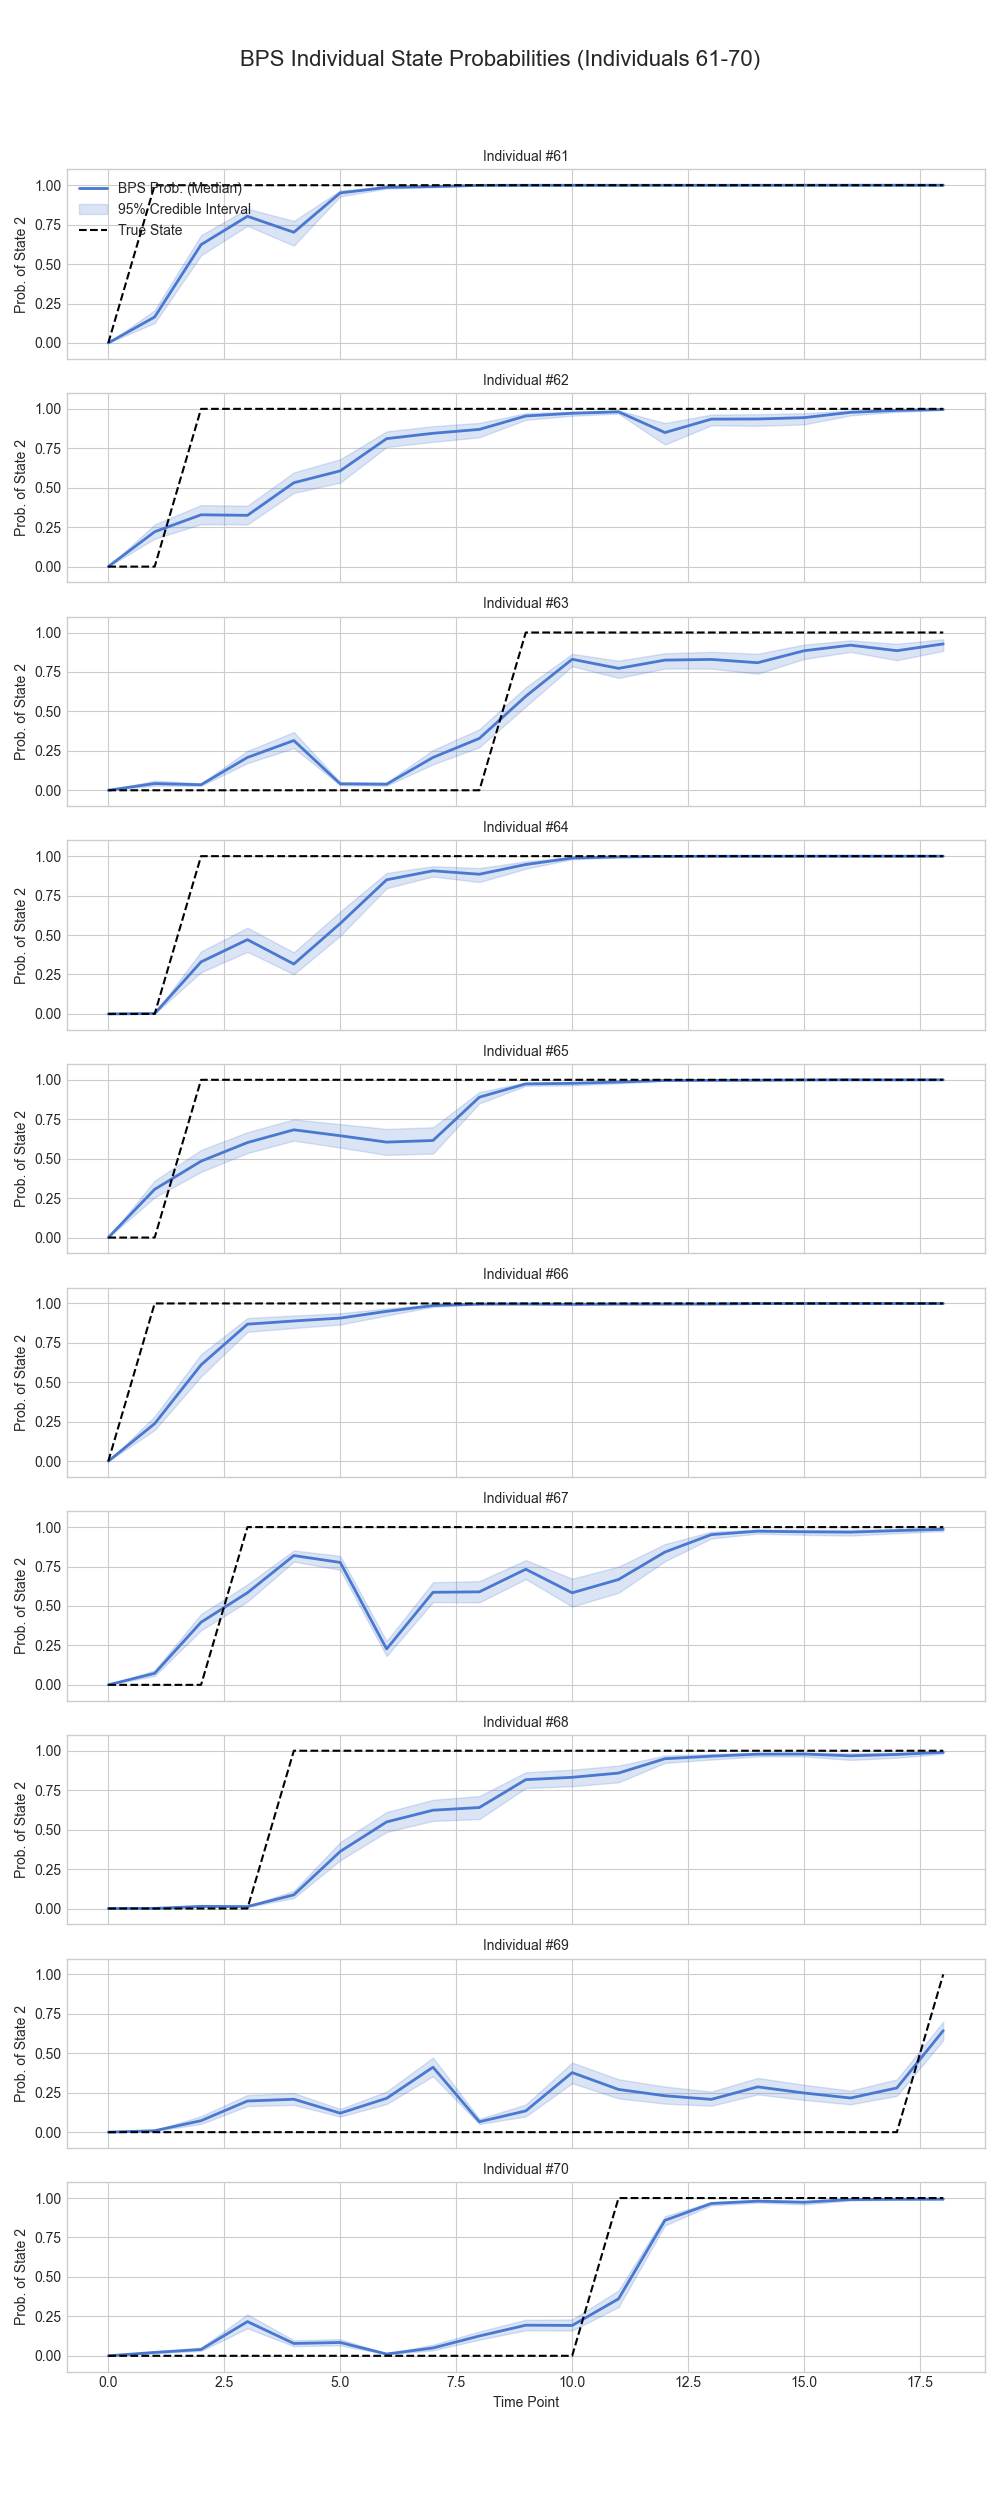 BPS Individual State Probabilities (Individuals 61-70)
Individual #61
BPS Prob. (Median)
95% Credible Interval
True State
Prob. of State 2
1.00
0.75
0.50
0.25
0.00
Individual #62
Prob. of State 2
1.00
0.75
0.50
0.25
0.00
Individual #63
Prob. of State 2
1.00
0.75
0.50
0.25
0.00
Individual #64
Prob. of State 2
1.00
0.75
0.50
0.25
0.00
Individual #65
Prob. of State 2
1.00
0.75
0.50
0.25
0.00
Individual #66
Prob. of State 2
1.00
0.75
0.50
0.25
0.00
Individual #67
Prob. of State 2
1.00
0.75
0.50
0.25
0.00
Individual #68
Prob. of State 2
1.00
0.75
0.50
0.25
0.00
Individual #69
Prob. of State 2
1.00
0.75
0.50
0.25
0.00
Individual #70
Prob. of State 2
1.00
0.75
0.50
0.25
0.00
0.0 2.5 5.0 7.5 10.0 12.5 15.0 17.5
Time Point